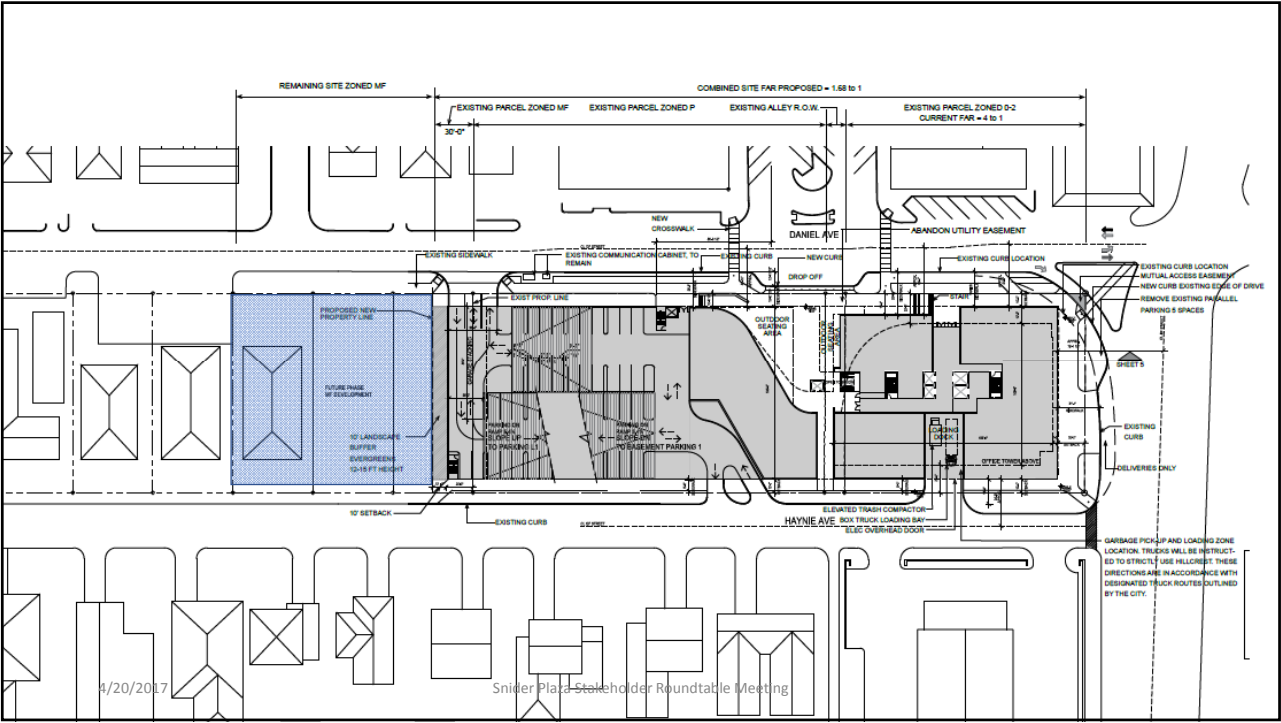 REMAINING SITE ZONED MF
COMBINED SITE FAR PROPOSED = 1.68 to 1
EXISTING PARCEL ZONED MF
EXISTING PARCEL ZONED P
EXISTING ALLEY R.O.W.
EXISTING PARCEL ZONED 0-2
CURRENT FAR = 4 to 1
30'-0"
NEW
CROSSWALK
DANIEL AVE
ABANDON UTILITY EASEMENT
EXISTING SIDEWALK
EXISTING COMMUNICATION CABINET, TO
REMAIN
EXISTING CURB
NEW CURB
EXISTING CURB LOCATION
DROP OFF
EXISTING CURB LOCATION
MUTUAL ACCESS EASEMENT
NEW CURB EXISTING EDGE OF DRIVE
REMOVE EXISTING PARALLEL
PARKING 5 SPACES
EXIST PROP. LINE
STAIR
PROPOSED NEW
PROPERTY LINE
OUTDOOR
SEATING
AREA
OUTDOOR
SEATING
AREA
SHEET 5
FUTURE PHASE
MF DEVELOPMENT
10' LANDSCAPE
BUFFER
EVERGREENS
12-15 FT HEIGHT
SLOPE UP
TO PARKING L1
TO BASEMENT PARKING 1
LOADING
DOCK
OFFICE TOWER ABOVE
EXISTING
CURB
DELIVERIES ONLY
10' SETBACK
EXISTING CURB
HAYNIE AVE
ELEVATED TRASH COMPACTOR
BOX TRUCK LOADING BAY
ELEC OVERHEAD DOOR
GARBAGE PICK-UP AND LOADING ZONE
LOCATION. TRUCKS WILL BE INSTRUCT-
ED TO STRICTLY USE HILLCREST. THESE
DIRECTIONS ARE IN ACCORDANCE WITH
DESIGNATED TRUCK ROUTES OUTLINED
BY THE CITY.
4/20/2017
Snider Plaza Stakeholder Roundtable Meeting